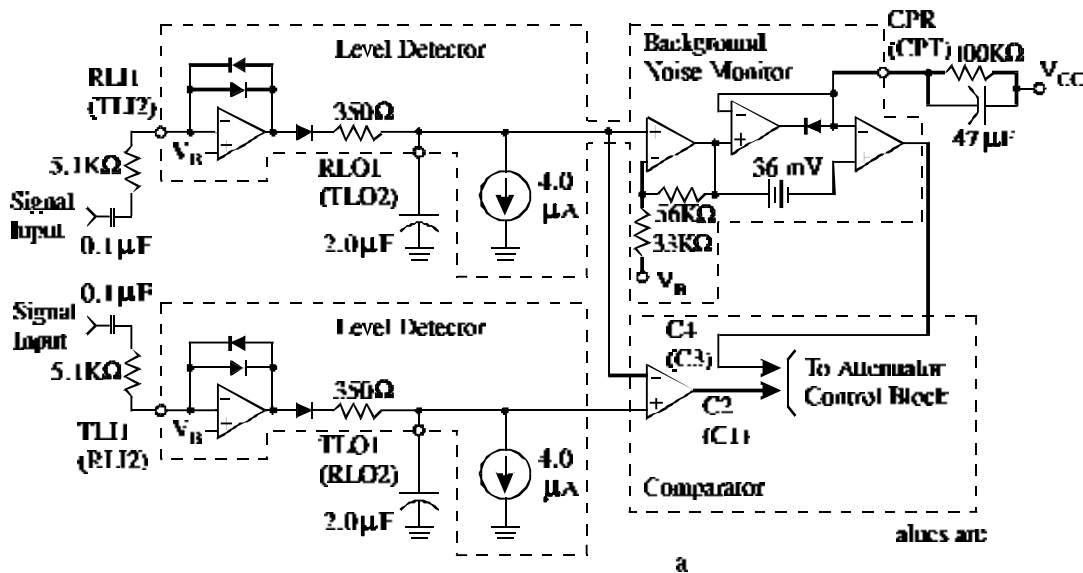 Level Detector
RLI1
(TLI2)
VB
5.1KΩ
Signal
Input
0.1μF
350Ω
RLO1
(TLO2)
2.0μF
4.0
μA
Background
Noise Monitor
CPR
(CPT)
100KΩ
VCC
47μF
36 mV
56KΩ
33KΩ
VB
0.1μF
Signal
Input
5.1KΩ
TLI1
(RLI2)
Level Detector
VB
350Ω
TLO1
(RLO2)
2.0μF
4.0
μA
C4
(C3)
C2
(C1)
To Attenuator
Control Block
Comparator
alues are
a